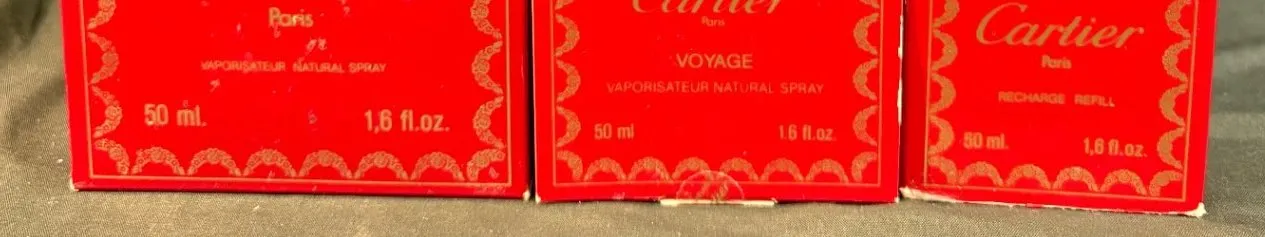 Paris
VAPORISATEUR NATURAL SPRAY
50 ml. 1,6 fl.oz.
Cartier
Paris
VOYAGE
VAPORISATEUR NATURAL SPRAY
50 ml 1.6 fl.oz.
Cartier
Paris
RECHARGE REFILL
50 ml. 1,6 fl.oz.